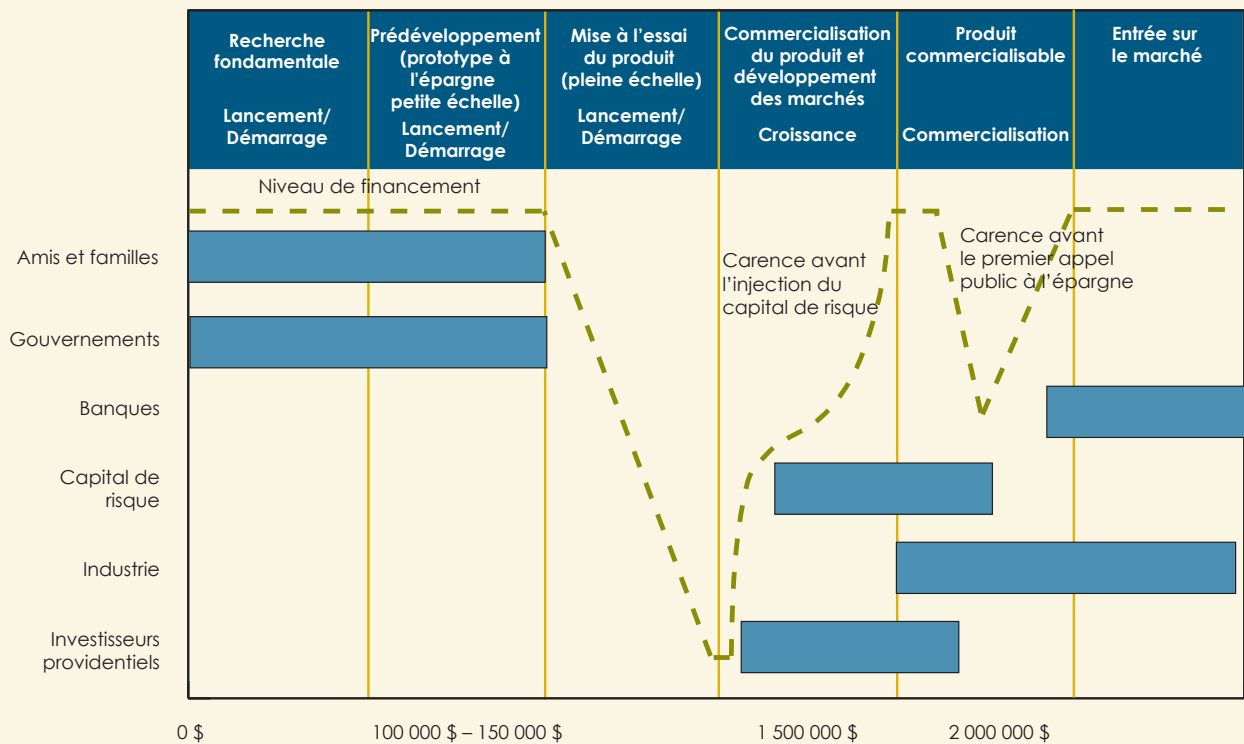 Recherche
fondamentale
Lancement/
Démarrage
Prédéveloppement
(prototype à
l'épargne
petite échelle)
Lancement/
Démarrage
Mise à l'essai
du produit
(pleine échelle)
Lancement/
Démarrage
Commercialisation
du produit et
développement
des marchés
Croissance
Produit
commercialisable
Commercialisation
Entrée sur
le marché
Niveau de financement
Carence avant
l'injection du
capital de risque
Carence avant
le premier appel
public à l'épargne
Amis et familles
Gouvernements
Banques
Capital de
risque
Industrie
Investisseurs
providentiels
0 $
100 000 $ – 150 000 $
1 500 000 $
2 000 000 $